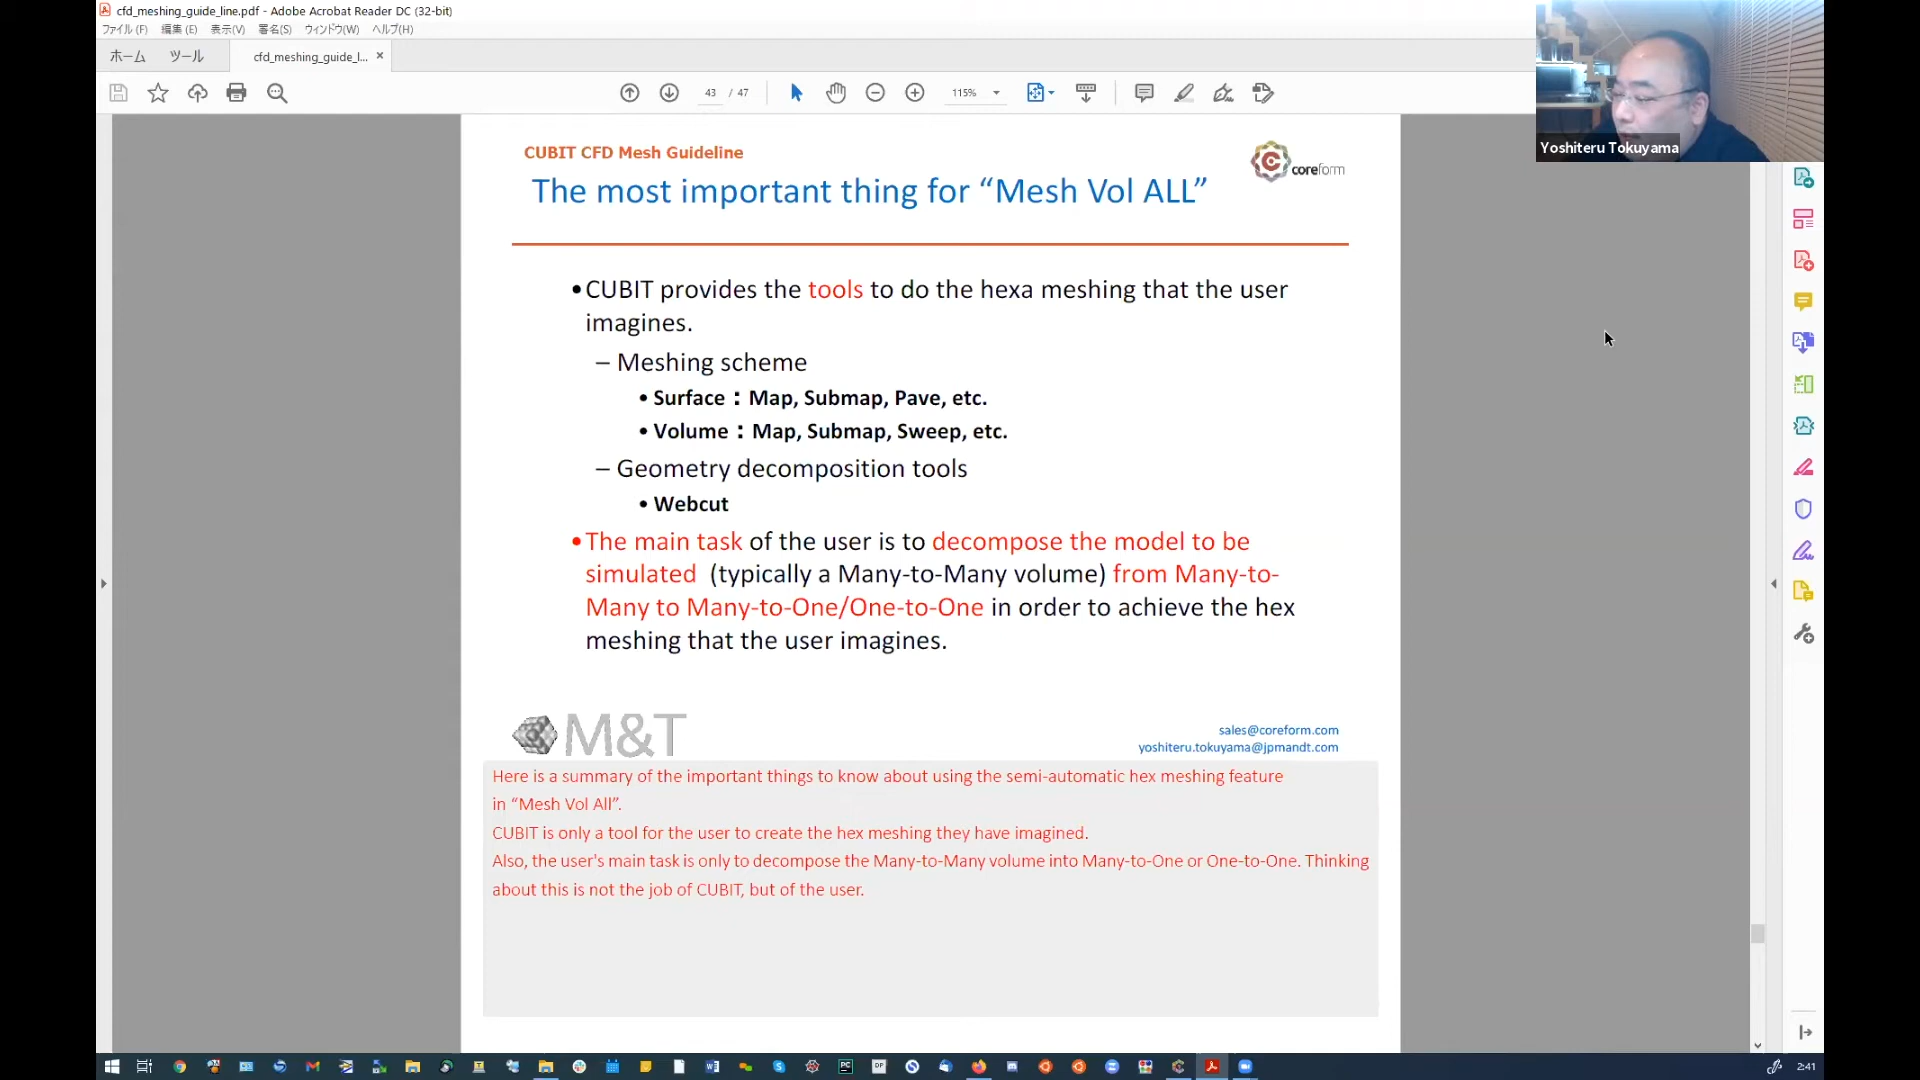 cfd_meshing_guide_line.pdf - Adobe Acrobat Reader DC (32-bit)
ファイル(F) 編集(E) 表示(V) 署名(S) ウィンドウ(W) ヘルプ(H)
ホーム ツール cfd_meshing_guide_l... ×
43 / 47 115%
Yoshiteru Tokuyama
CUBIT CFD Mesh Guideline
coreform
The most important thing for “Mesh Vol ALL”
•CUBIT provides the tools to do the hexa meshing that the user
imagines.
– Meshing scheme
• Surface：Map, Submap, Pave, etc.
• Volume：Map, Submap, Sweep, etc.
– Geometry decomposition tools
• Webcut
•The main task of the user is to decompose the model to be
simulated (typically a Many-to-Many volume) from Many-to-
Many to Many-to-One/One-to-One in order to achieve the hex
meshing that the user imagines.
M&T
sales@coreform.com
yoshiteru.tokuyama@jpmandt.com
Here is a summary of the important things to know about using the semi-automatic hex meshing feature
in “Mesh Vol All”.
CUBIT is only a tool for the user to create the hex meshing they have imagined.
Also, the user's main task is only to decompose the Many-to-Many volume into Many-to-One or One-to-One. Thinking
about this is not the job of CUBIT, but of the user.
2:41